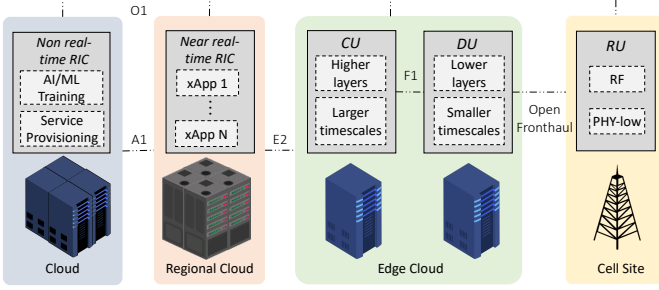 O1
Non real-
time RIC
AI/ML
Training
Service
Provisioning
Cloud
A1
Near real-
time RIC
xApp 1
xApp N
Regional Cloud
E2
CU
Higher
layers
Larger
timescales
F1
DU
Lower
layers
Smaller
timescales
Edge Cloud
Open
Fronthaul
RU
RF
PHY-low
Cell Site